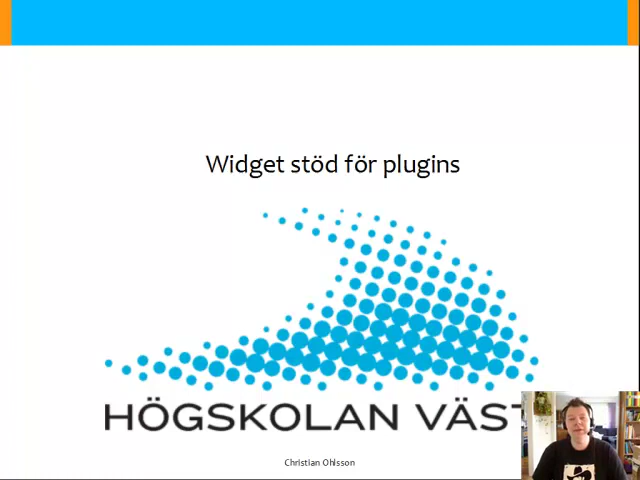 Widget stöd för plugins
HÖGSKOLAN VÄST
Christian Ohlsson